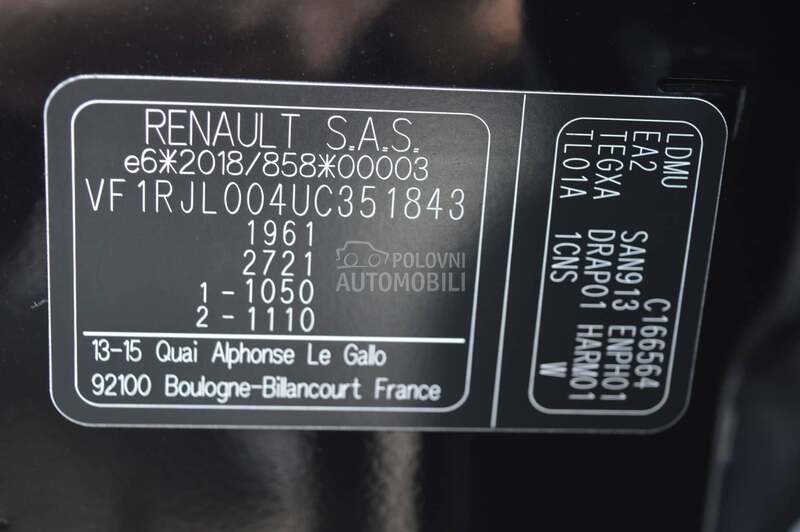 RENAULT S.A.S.
e6*2018/858*00003
VF1RJL004UC351843
1961
2721
1-1050
2-1110
13-15 Quai Alphonse Le Gallo
92100 Boulogne-Billancourt France
LDMU C166564
EA2 SAN913 ENPH01
TEGXA DRAP01 HARM01
TL01A 1CNS W
POLOVNI
AUTOMOBILI